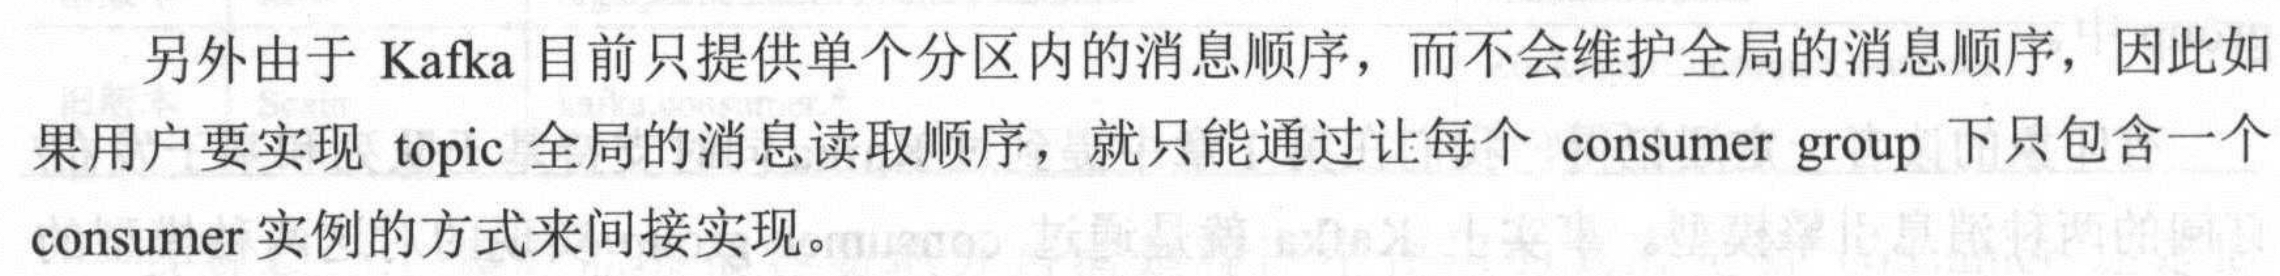 另外由于 Kafka 目前只提供单个分区内的消息顺序，而不会维护全局的消息顺序，因此如
果用户要实现 topic 全局的消息读取顺序，就只能通过让每个 consumer group 下只包含一个
consumer 实例的方式来间接实现。